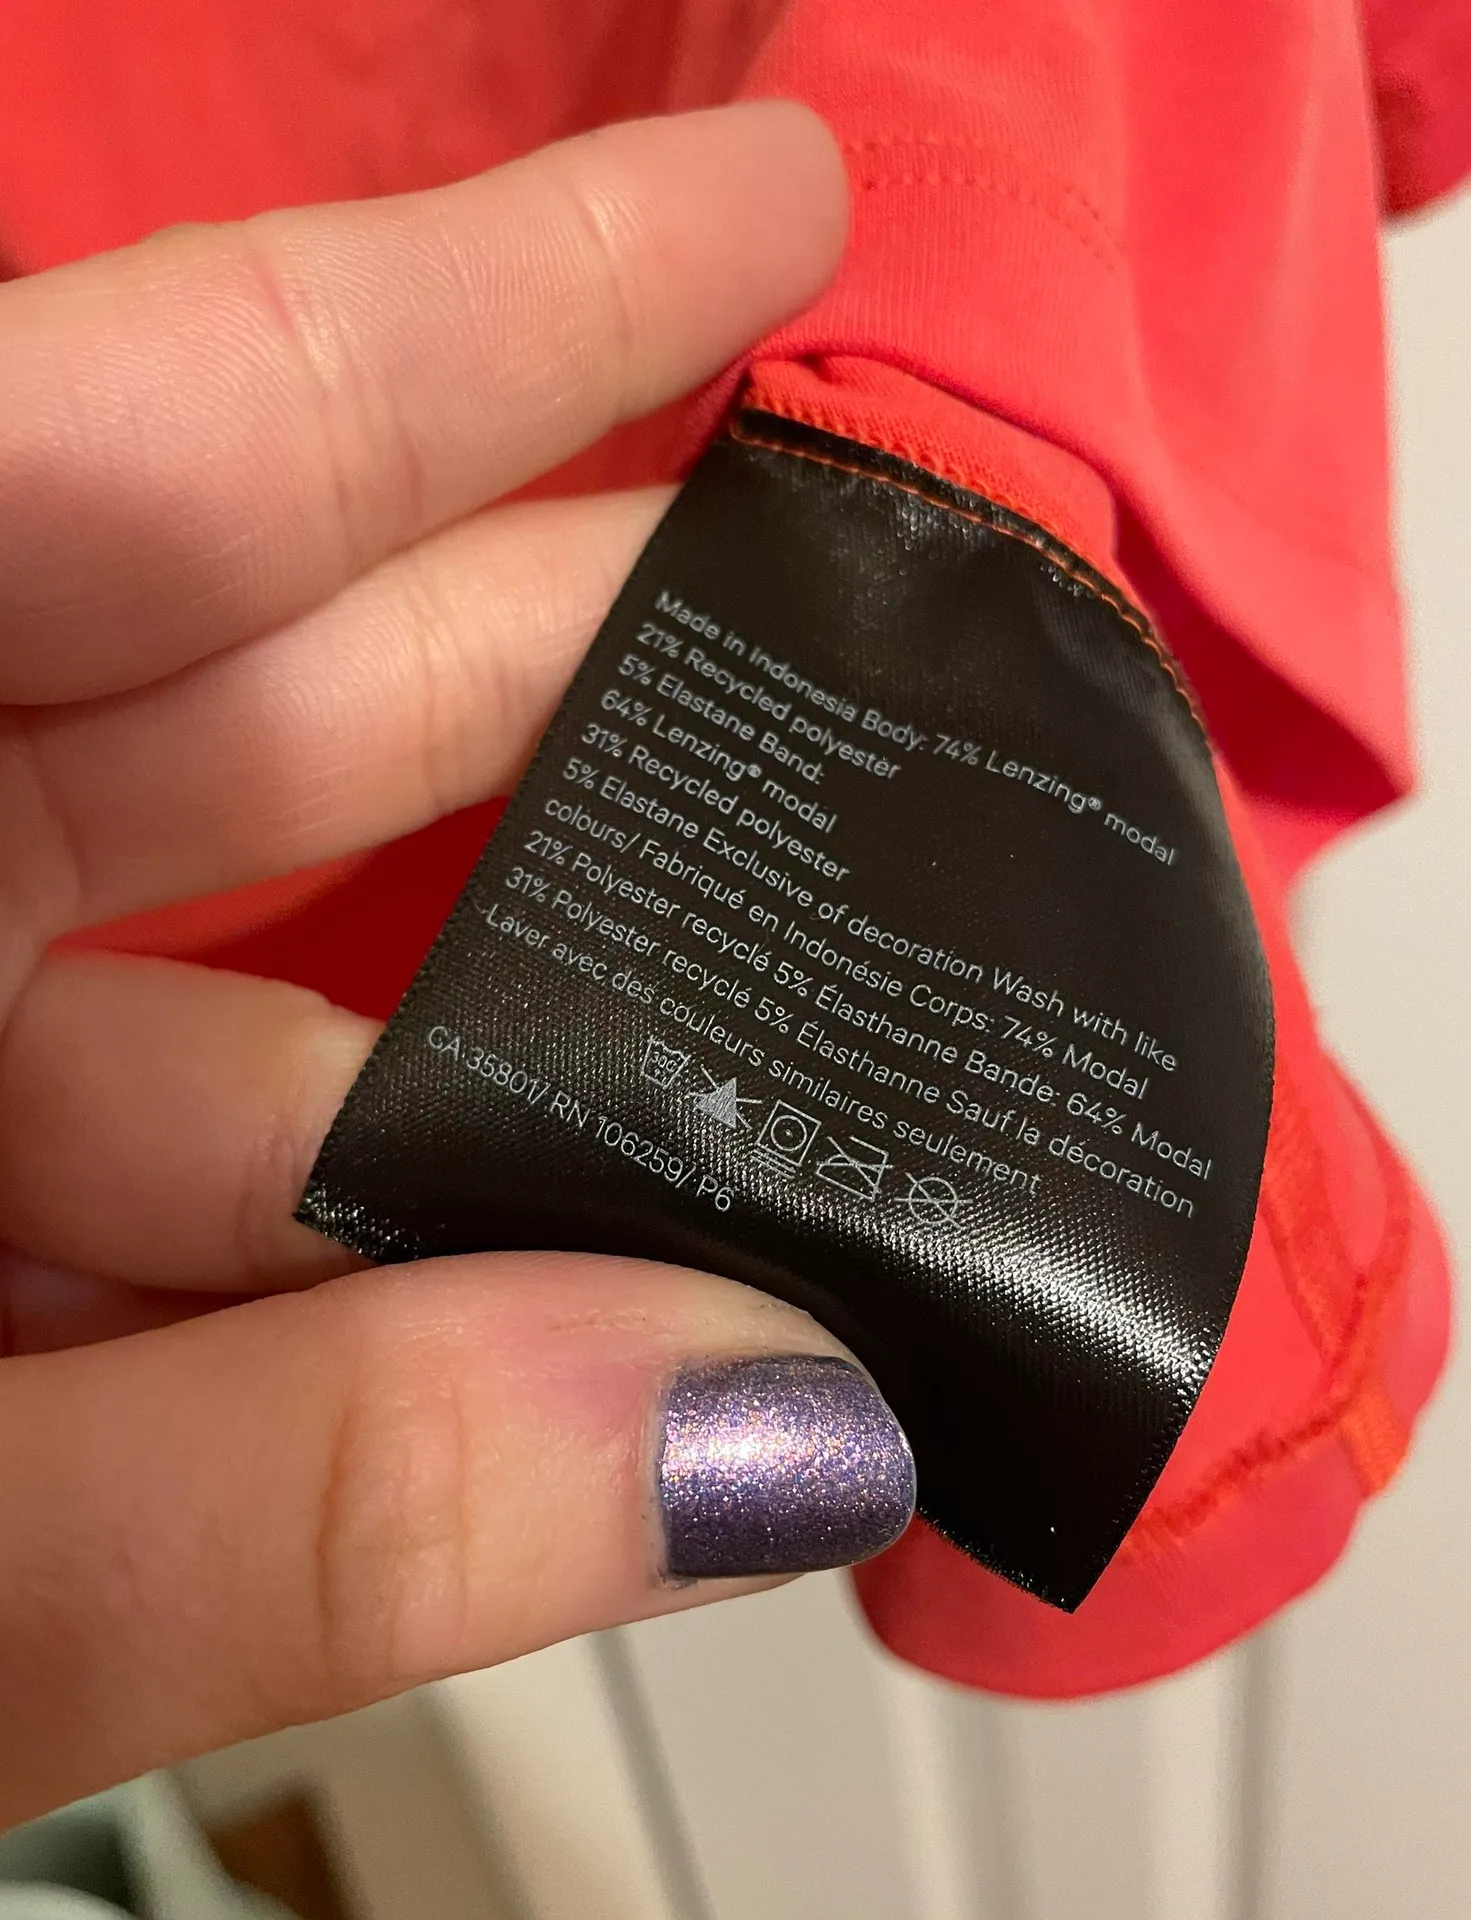 Made in Indonesia Body: 74% Lenzing® modal
21% Recycled polyester
5% Elastane Band:
64% Lenzing® modal
31% Recycled polyester
5% Elastane Exclusive of decoration Wash with like
colours/ Fabriqué en Indonésie Corps: 74% Modal
21% Polyester recyclé 5% Élasthanne Bande: 64% Modal
31% Polyester recyclé 5% Élasthanne Sauf la décoration
Laver avec des couleurs similaires seulement
30C
CA 35801/ RN 106259/ P6